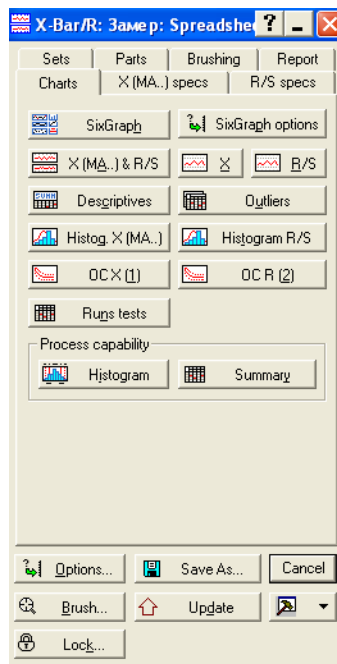 X-Bar/R: Замер: Spreadshe
Sets Parts Brushing Report
Charts X (MA..) specs R/S specs
SixGraph SixGraph options
X (MA..) & R/S X R/S
Descriptives Outliers
Histog. X (MA..) Histogram R/S
OC X (1) OC R (2)
Runs tests
Process capability
Histogram Summary
Options... Save As... Cancel
Brush... Update
Lock...